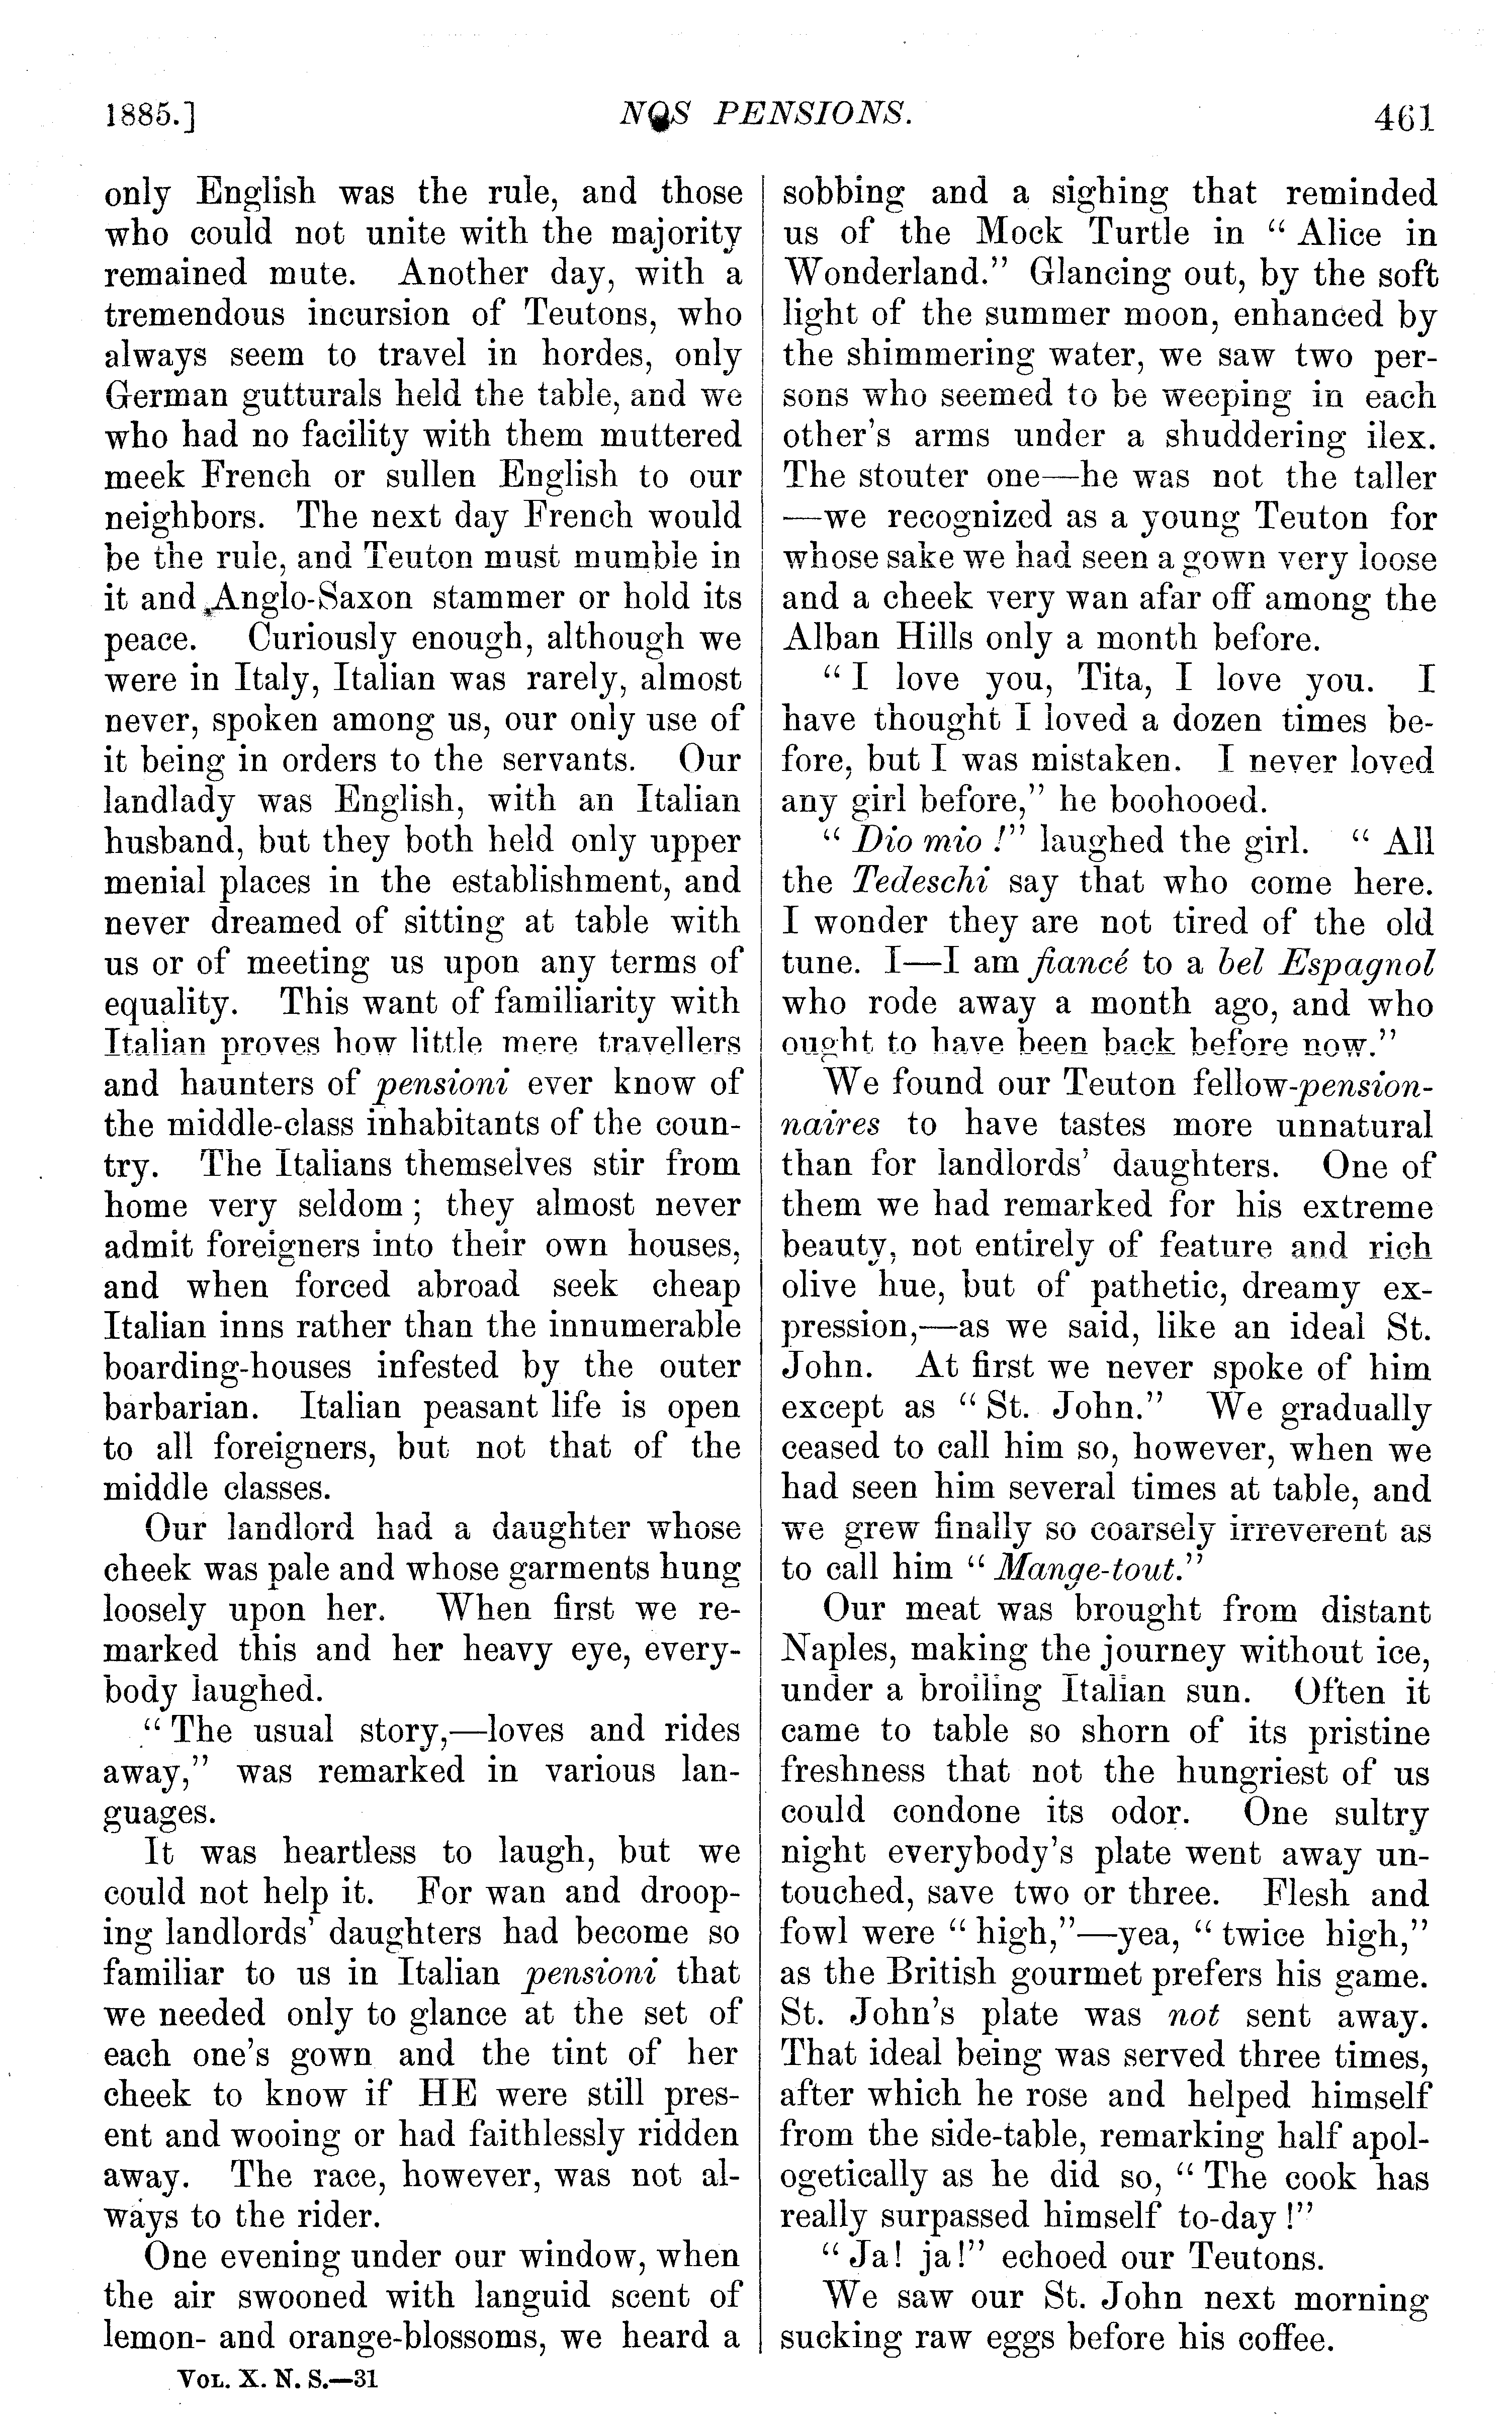 1885.] NOS PENSIONS. 461
only English was the rule, and those
who could not unite with the majority
remained mute. Another day, with a
tremendous incursion of Teutons, who
always seem to travel in hordes, only
German gutturals held the table, and we
who had no facility with them muttered
meek French or sullen English to our
neighbors. The next day French would
be the rule, and Teuton must mumble in
it and Anglo-Saxon stammer or hold its
peace. Curiously enough, although we
were in Italy, Italian was rarely, almost
never, spoken among us, our only use of
it being in orders to the servants. Our
landlady was English, with an Italian
husband, but they both held only upper
menial places in the establishment, and
never dreamed of sitting at table with
us or of meeting us upon any terms of
equality. This want of familiarity with
Italian proves how little mere travellers
and haunters of pensioni ever know of
the middle-class inhabitants of the coun-
try. The Italians themselves stir from
home very seldom; they almost never
admit foreigners into their own houses,
and when forced abroad seek cheap
Italian inns rather than the innumerable
boarding-houses infested by the outer
barbarian. Italian peasant life is open
to all foreigners, but not that of the
middle classes.
Our landlord had a daughter whose
cheek was pale and whose garments hung
loosely upon her. When first we re-
marked this and her heavy eye, every-
body laughed.
"The usual story,—loves and rides
away," was remarked in various lan-
guages.
It was heartless to laugh, but we
could not help it. For wan and droop-
ing landlords' daughters had become so
familiar to us in Italian pensioni that
we needed only to glance at the set of
each one's gown and the tint of her
cheek to know if HE were still pres-
ent and wooing or had faithlessly ridden
away. The race, however, was not al-
ways to the rider.
One evening under our window, when
the air swooned with languid scent of
lemon- and orange-blossoms, we heard a
VOL. X. N. S.—31
sobbing and a sighing that reminded
us of the Mock Turtle in "Alice in
Wonderland." Glancing out, by the soft
light of the summer moon, enhanced by
the shimmering water, we saw two per-
sons who seemed to be weeping in each
other's arms under a shuddering ilex.
The stouter one—he was not the taller
—we recognized as a young Teuton for
whose sake we had seen a gown very loose
and a cheek very wan afar off among the
Alban Hills only a month before.
"I love you, Tita, I love you. I
have thought I loved a dozen times be-
fore, but I was mistaken. I never loved
any girl before," he boohooed.
"Dio mio!" laughed the girl. "All
the Tedeschi say that who come here.
I wonder they are not tired of the old
tune. I—I am fiancé to a bel Espagnol
who rode away a month ago, and who
ought to have been back before now."
We found our Teuton fellow-pension-
naires to have tastes more unnatural
than for landlords' daughters. One of
them we had remarked for his extreme
beauty, not entirely of feature and rich
olive hue, but of pathetic, dreamy ex-
pression,—as we said, like an ideal St.
John. At first we never spoke of him
except as "St. John." We gradually
ceased to call him so, however, when we
had seen him several times at table, and
we grew finally so coarsely irreverent as
to call him "Mange-tout."
Our meat was brought from distant
Naples, making the journey without ice,
under a broiling Italian sun. Often it
came to table so shorn of its pristine
freshness that not the hungriest of us
could condone its odor. One sultry
night everybody's plate went away un-
touched, save two or three. Flesh and
fowl were "high,"—yea, "twice high,"
as the British gourmet prefers his game.
St. John's plate was not sent away.
That ideal being was served three times,
after which he rose and helped himself
from the side-table, remarking half apol-
ogetically as he did so, "The cook has
really surpassed himself to-day!"
"Ja! ja!" echoed our Teutons.
We saw our St. John next morning
sucking raw eggs before his coffee.